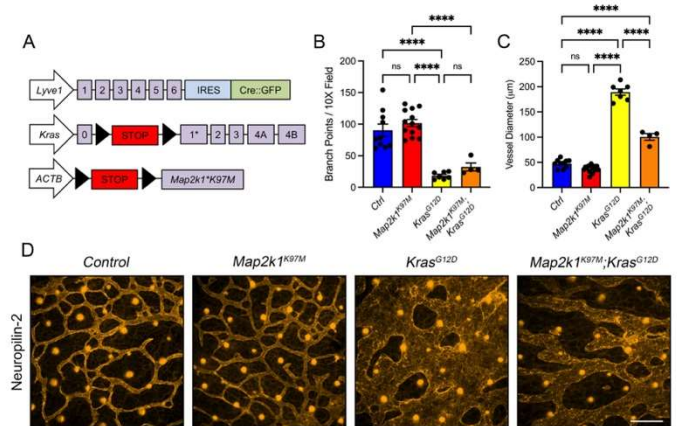 A
Lyve1 1 2 3 4 5 6 IRES Cre::GFP
Kras 0 STOP 1* 2 3 4A 4B
ACTB STOP Map2k1*K97M
B
****
****
ns **** ns
Branch Points / 10X Field
200
150
100
50
0
Ctrl
Map2k1K97M
KrasG12D
Map2k1K97M;
KrasG12D
C
****
**** ****
ns ****
Vessel Diameter (μm)
250
200
150
100
50
0
Ctrl
Map2k1K97M
KrasG12D
Map2k1K97M;
KrasG12D
D
Control Map2k1K97M KrasG12D Map2k1K97M;KrasG12D
Neuropilin-2